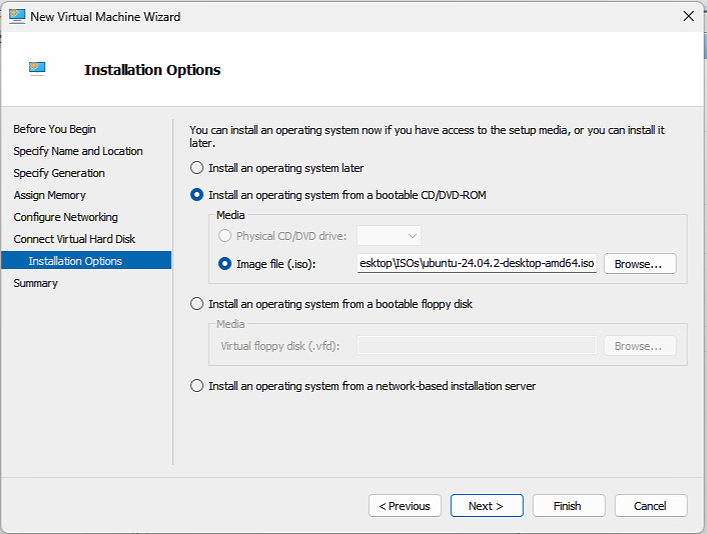 New Virtual Machine Wizard
Installation Options
Before You Begin
Specify Name and Location
Specify Generation
Assign Memory
Configure Networking
Connect Virtual Hard Disk
Installation Options
Summary
You can install an operating system now if you have access to the setup media, or you can install it
later.
Install an operating system later
Install an operating system from a bootable CD/DVD-ROM
Media
Physical CD/DVD drive:
Image file (.iso): esktop\ISOs\ubuntu-24.04.2-desktop-amd64.iso Browse...
Install an operating system from a bootable floppy disk
Media
Virtual floppy disk (.vfd): Browse...
Install an operating system from a network-based installation server
< Previous Next > Finish Cancel